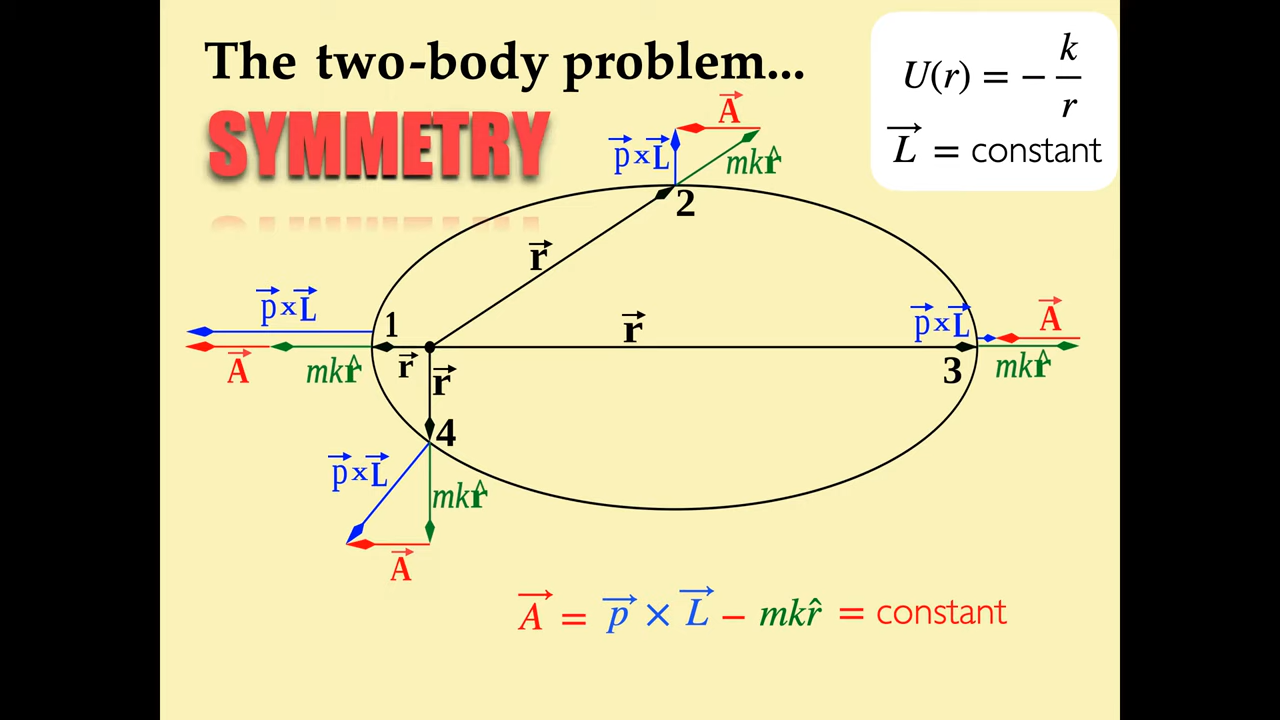 The two-body problem...
SYMMETRY
U(r) = − k/r
L⃗ = constant
A⃗
p⃗×L⃗
mkr̂
2
r⃗
p⃗×L⃗
1
r⃗
p⃗×L⃗
A⃗
A⃗
mkr̂
r⃗
r⃗
3
mkr̂
4
p⃗×L⃗
mkr̂
A⃗
A⃗ = p⃗ × L⃗ − mkr̂ = constant